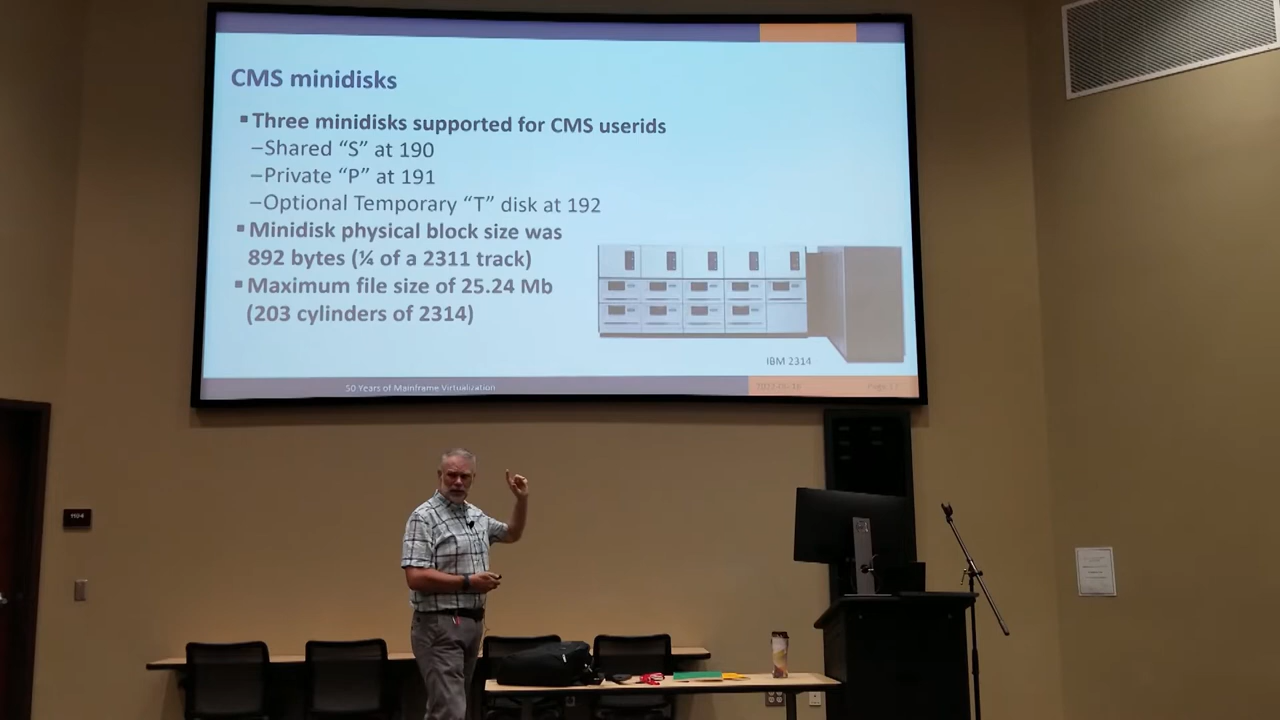 CMS minidisks
▪Three minidisks supported for CMS userids
–Shared “S” at 190
–Private “P” at 191
–Optional Temporary “T” disk at 192
▪Minidisk physical block size was
892 bytes (¼ of a 2311 track)
▪Maximum file size of 25.24 Mb
(203 cylinders of 2314)
IBM 2314
50 Years of Mainframe Virtualization
1104